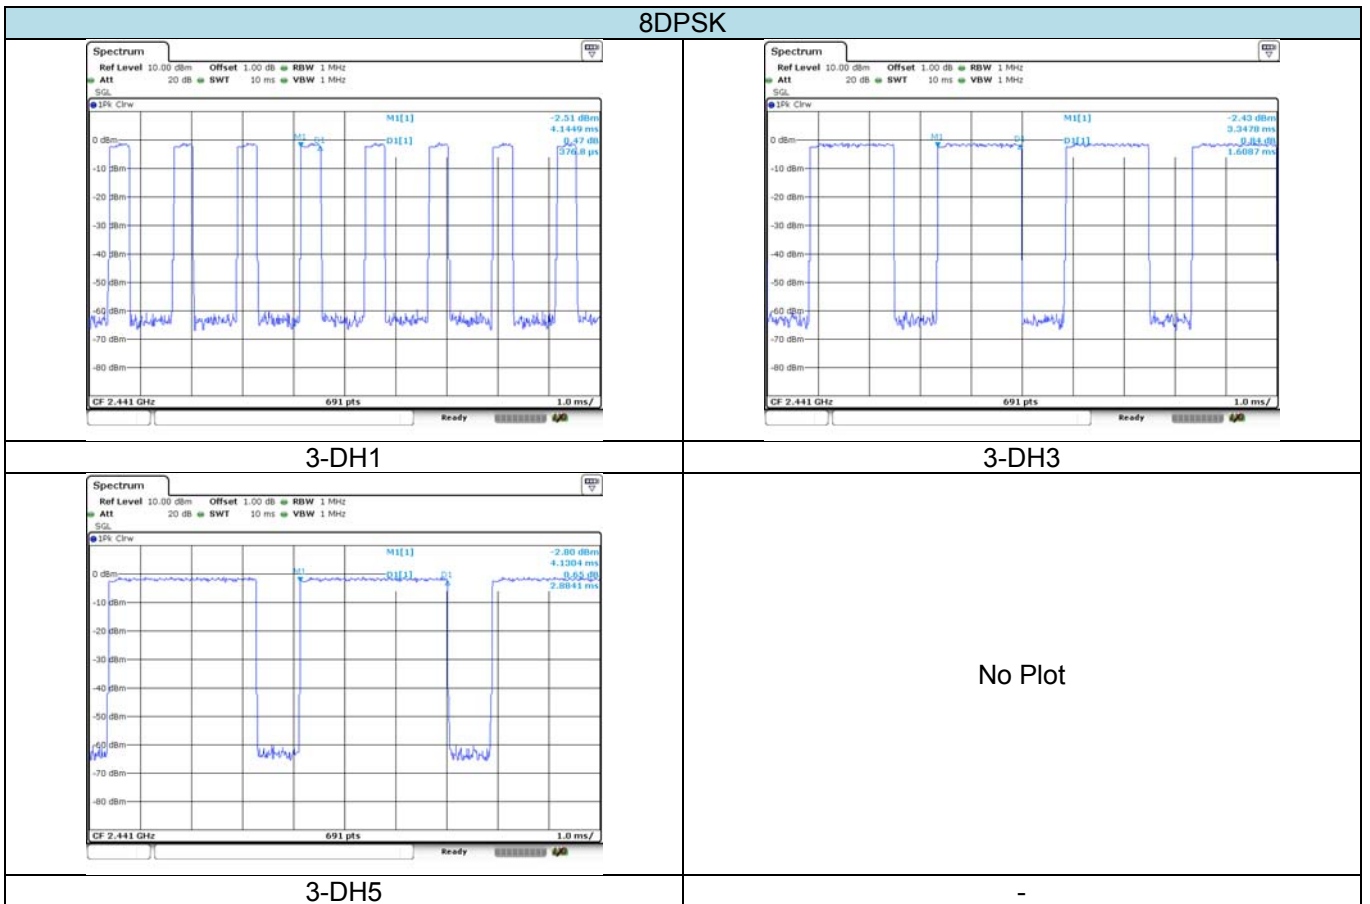 8DPSK
Spectrum
Ref Level 10.00 dBm Offset 1.00 dB RBW 1 MHz
Att 20 dB SWT 10 ms VBW 1 MHz
SGL
1Pk Clrw
M1[1] -2.51 dBm
4.1449 ms
0 dBm M1 D1 D1[1] 0.47 dB
376.8 µs
-10 dBm
-20 dBm
-30 dBm
-40 dBm
-50 dBm
-60 dBm
-70 dBm
-80 dBm
CF 2.441 GHz 691 pts 1.0 ms/
Ready
Spectrum
Ref Level 10.00 dBm Offset 1.00 dB RBW 1 MHz
Att 20 dB SWT 10 ms VBW 1 MHz
SGL
1Pk Clrw
M1[1] -2.43 dBm
3.3478 ms
0 dBm M1 D1 D1[1] 0.84 dB
1.6087 ms
-10 dBm
-20 dBm
-30 dBm
-40 dBm
-50 dBm
-60 dBm
-70 dBm
-80 dBm
CF 2.441 GHz 691 pts 1.0 ms/
Ready
3-DH1 3-DH3
Spectrum
Ref Level 10.00 dBm Offset 1.00 dB RBW 1 MHz
Att 20 dB SWT 10 ms VBW 1 MHz
SGL
1Pk Clrw
M1[1] -2.80 dBm
4.1304 ms
0 dBm M1 D1[1] D1 0.65 dB
2.8841 ms
-10 dBm
-20 dBm
-30 dBm
-40 dBm
-50 dBm
-60 dBm
-70 dBm
-80 dBm
CF 2.441 GHz 691 pts 1.0 ms/
Ready
No Plot
3-DH5 -